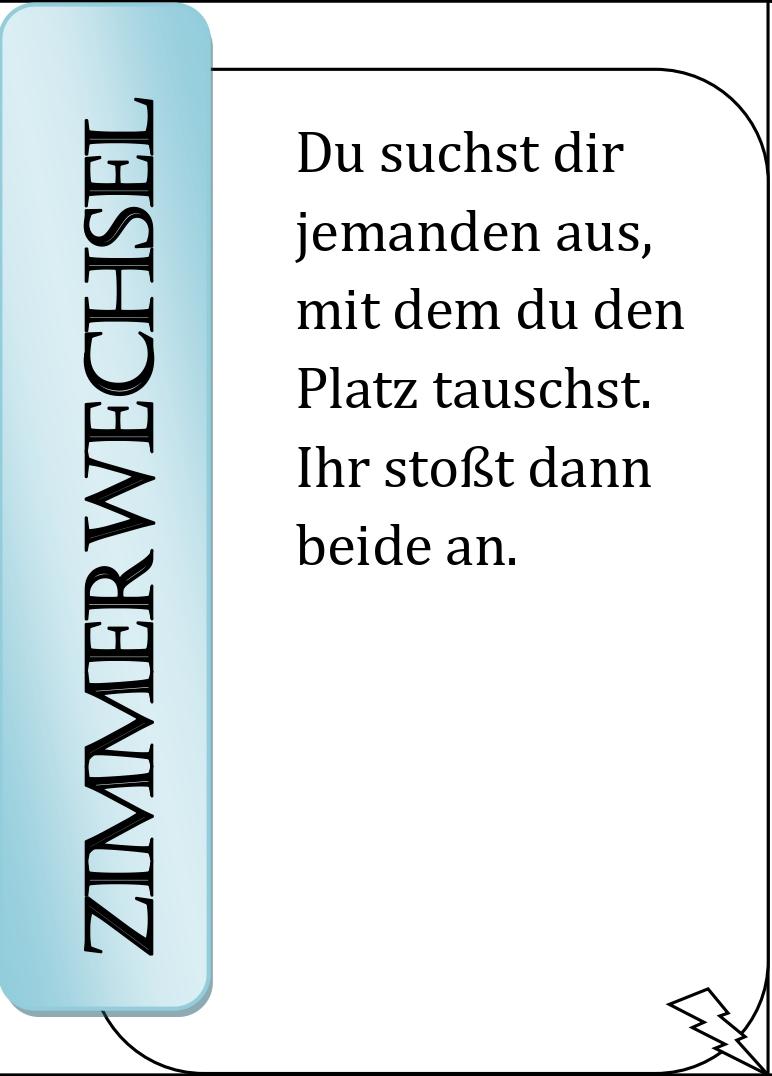 ZIMMERWECHSEL
Du suchst dir
jemanden aus,
mit dem du den
Platz tauschst.
Ihr stoßt dann
beide an.